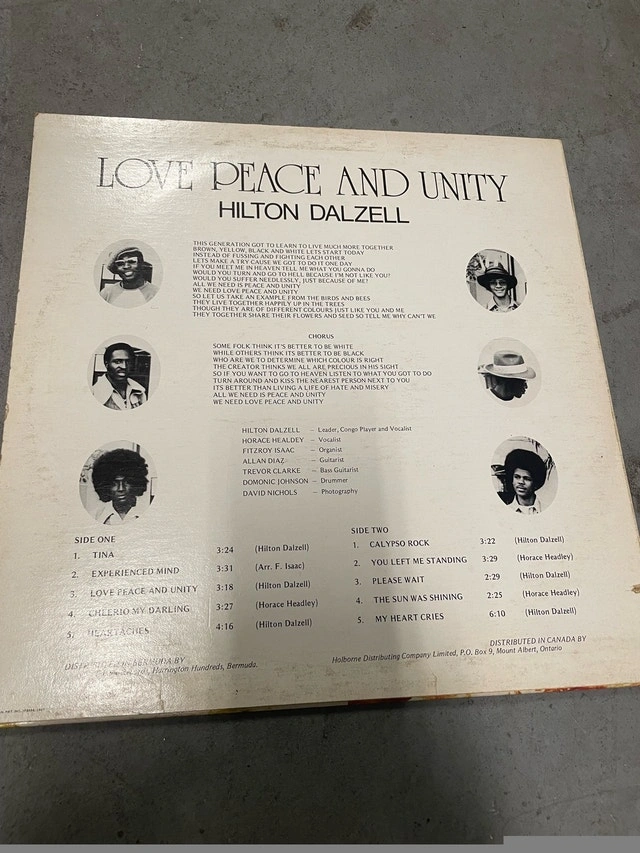 LOVE PEACE AND UNITY
HILTON DALZELL
THIS GENERATION GOT TO LEARN TO LIVE MUCH MORE TOGETHER
BROWN, YELLOW, BLACK AND WHITE LETS START TODAY
INSTEAD OF FUSSING AND FIGHTING EACH OTHER
LETS MAKE A TRY CAUSE WE GOT TO DO IT ONE DAY
IF YOU MEET ME IN HEAVEN TELL ME WHAT YOU GONNA DO
WOULD YOU TURN AND GO TO HELL BECAUSE I'M NOT LIKE YOU?
WOULD YOU SUFFER NEEDLESSLY, JUST BECAUSE OF ME?
ALL WE NEED IS PEACE AND UNITY
WE NEED LOVE PEACE AND UNITY
SO LET US TAKE AN EXAMPLE FROM THE BIRDS AND BEES
THEY LIVE TOGETHER HAPPILY UP IN THE TREES
THOUGH THEY ARE OF DIFFERENT COLOURS JUST LIKE YOU AND ME
THEY TOGETHER SHARE THEIR FLOWERS AND SEED SO TELL ME WHY CAN'T WE
CHORUS
SOME FOLK THINK IT'S BETTER TO BE WHITE
WHILE OTHERS THINK ITS BETTER TO BE BLACK
WHO ARE WE TO DETERMINE WHICH COLOUR IS RIGHT
THE CREATOR THINKS WE ALL ARE PRECIOUS IN HIS SIGHT
SO IF YOU WANT TO GO TO HEAVEN LISTEN TO WHAT YOU GOT TO DO
TURN AROUND AND KISS THE NEAREST PERSON NEXT TO YOU
ITS BETTER THAN LIVING A LIFE OF HATE AND MISERY
ALL WE NEED IS PEACE AND UNITY
WE NEED LOVE PEACE AND UNITY
HILTON DALZELL – Leader, Congo Player and Vocalist
HORACE HEALDEY – Vocalist
FITZROY ISAAC – Organist
ALLAN DIAZ – Guitarist
TREVOR CLARKE – Bass Guitarist
DOMONIC JOHNSON – Drummer
DAVID NICHOLS – Photography
SIDE ONE
1. TINA 3:24 (Hilton Dalzell)
2. EXPERIENCED MIND 3:31 (Arr. F. Isaac)
3. LOVE PEACE AND UNITY 3:18 (Hilton Dalzell)
4. CHEERIO MY DARLING 3:27 (Horace Headley)
5. HEARTACHES 4:16 (Hilton Dalzell)
SIDE TWO
1. CALYPSO ROCK 3:22 (Hilton Dalzell)
2. YOU LEFT ME STANDING 3:29 (Horace Headley)
3. PLEASE WAIT 2:29 (Hilton Dalzell)
4. THE SUN WAS SHINING 2:25 (Horace Headley)
5. MY HEART CRIES 6:10 (Hilton Dalzell)
DISTRIBUTED IN BERMUDA BY
Harrington Hundreds, Bermuda.
DISTRIBUTED IN CANADA BY
Holborne Distributing Company Limited, P.O. Box 9, Mount Albert, Ontario